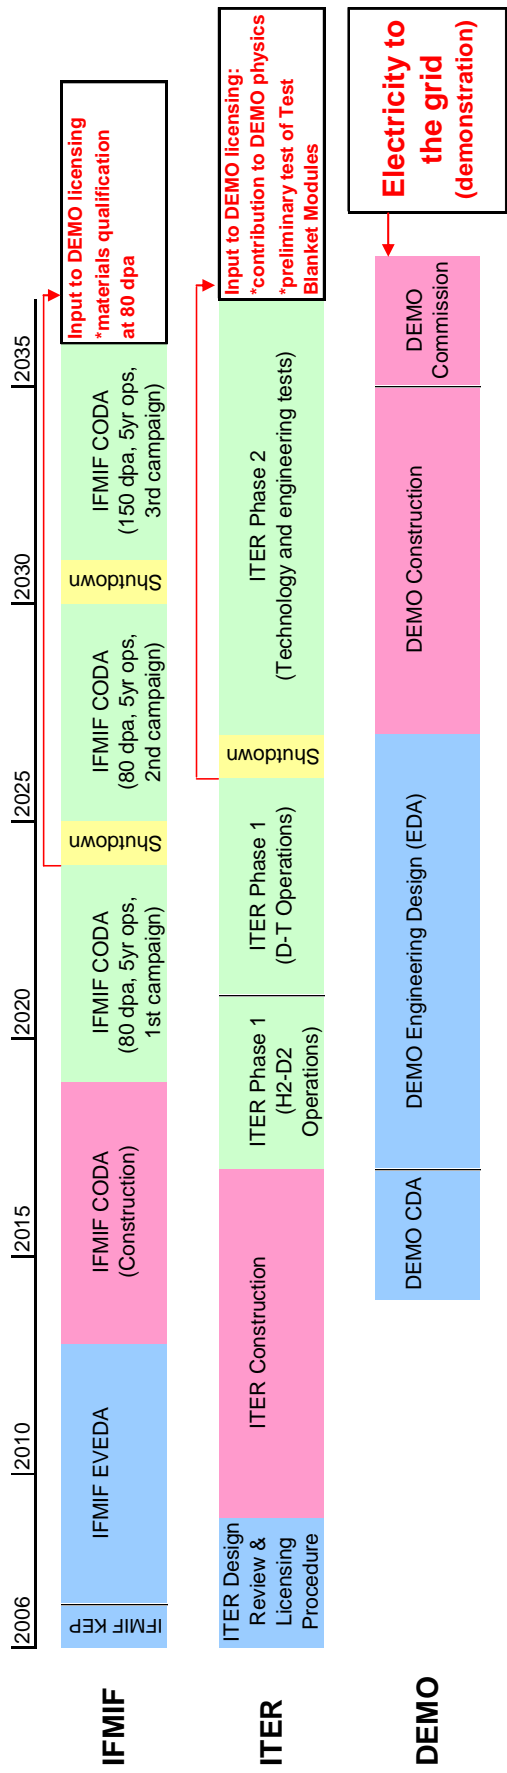 2006
2010
2015
2020
2025
2030
2035
IFMIF
IFMIF KEP
IFMIF EVEDA
IFMIF CODA
(Construction)
IFMIF CODA
(80 dpa, 5yr ops,
1st campaign)
Shutdown
IFMIF CODA
(80 dpa, 5yr ops,
2nd campaign)
Shutdown
IFMIF CODA
(150 dpa, 5yr ops,
3rd campaign)
Input to DEMO licensing
*materials qualification
at 80 dpa
ITER
ITER Design
Review &
Licensing
Procedure
ITER Construction
ITER Phase 1
(H2-D2
Operations)
ITER Phase 1
(D-T Operations)
Shutdown
ITER Phase 2
(Technology and engineering tests)
Input to DEMO licensing:
*contribution to DEMO physics
*preliminary test of Test
Blanket Modules
DEMO
DEMO CDA
DEMO Engineering Design (EDA)
DEMO Construction
DEMO
Commission
Electricity to
the grid
(demonstration)